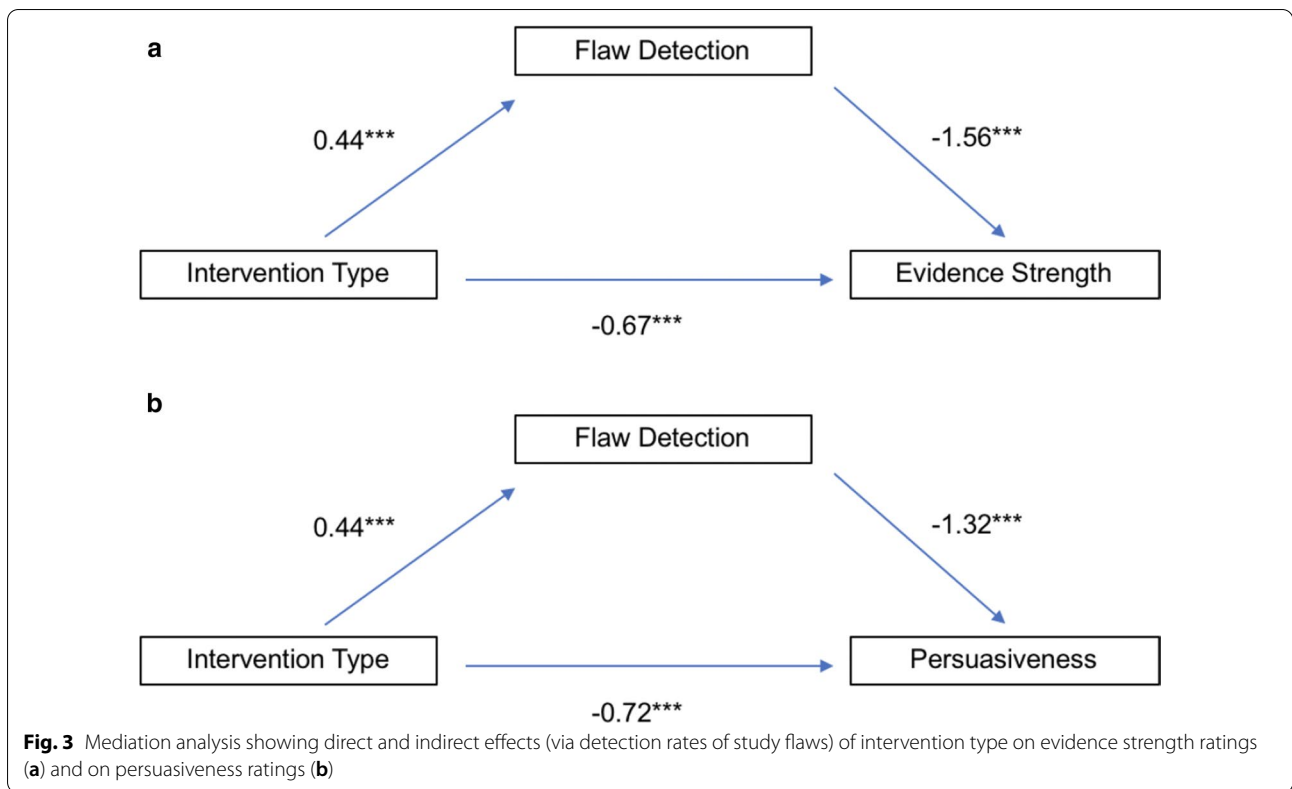 a
Flaw Detection
0.44***
-1.56***
Intervention Type
Evidence Strength
-0.67***
b
Flaw Detection
0.44***
-1.32***
Intervention Type
Persuasiveness
-0.72***
Fig. 3 Mediation analysis showing direct and indirect effects (via detection rates of study flaws) of intervention type on evidence strength ratings
(a) and on persuasiveness ratings (b)